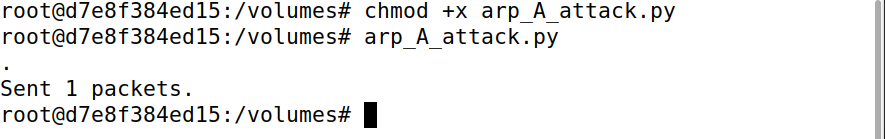 root@d7e8f384ed15:/volumes# chmod +x arp_A_attack.py
root@d7e8f384ed15:/volumes# arp_A_attack.py
.
Sent 1 packets.
root@d7e8f384ed15:/volumes#